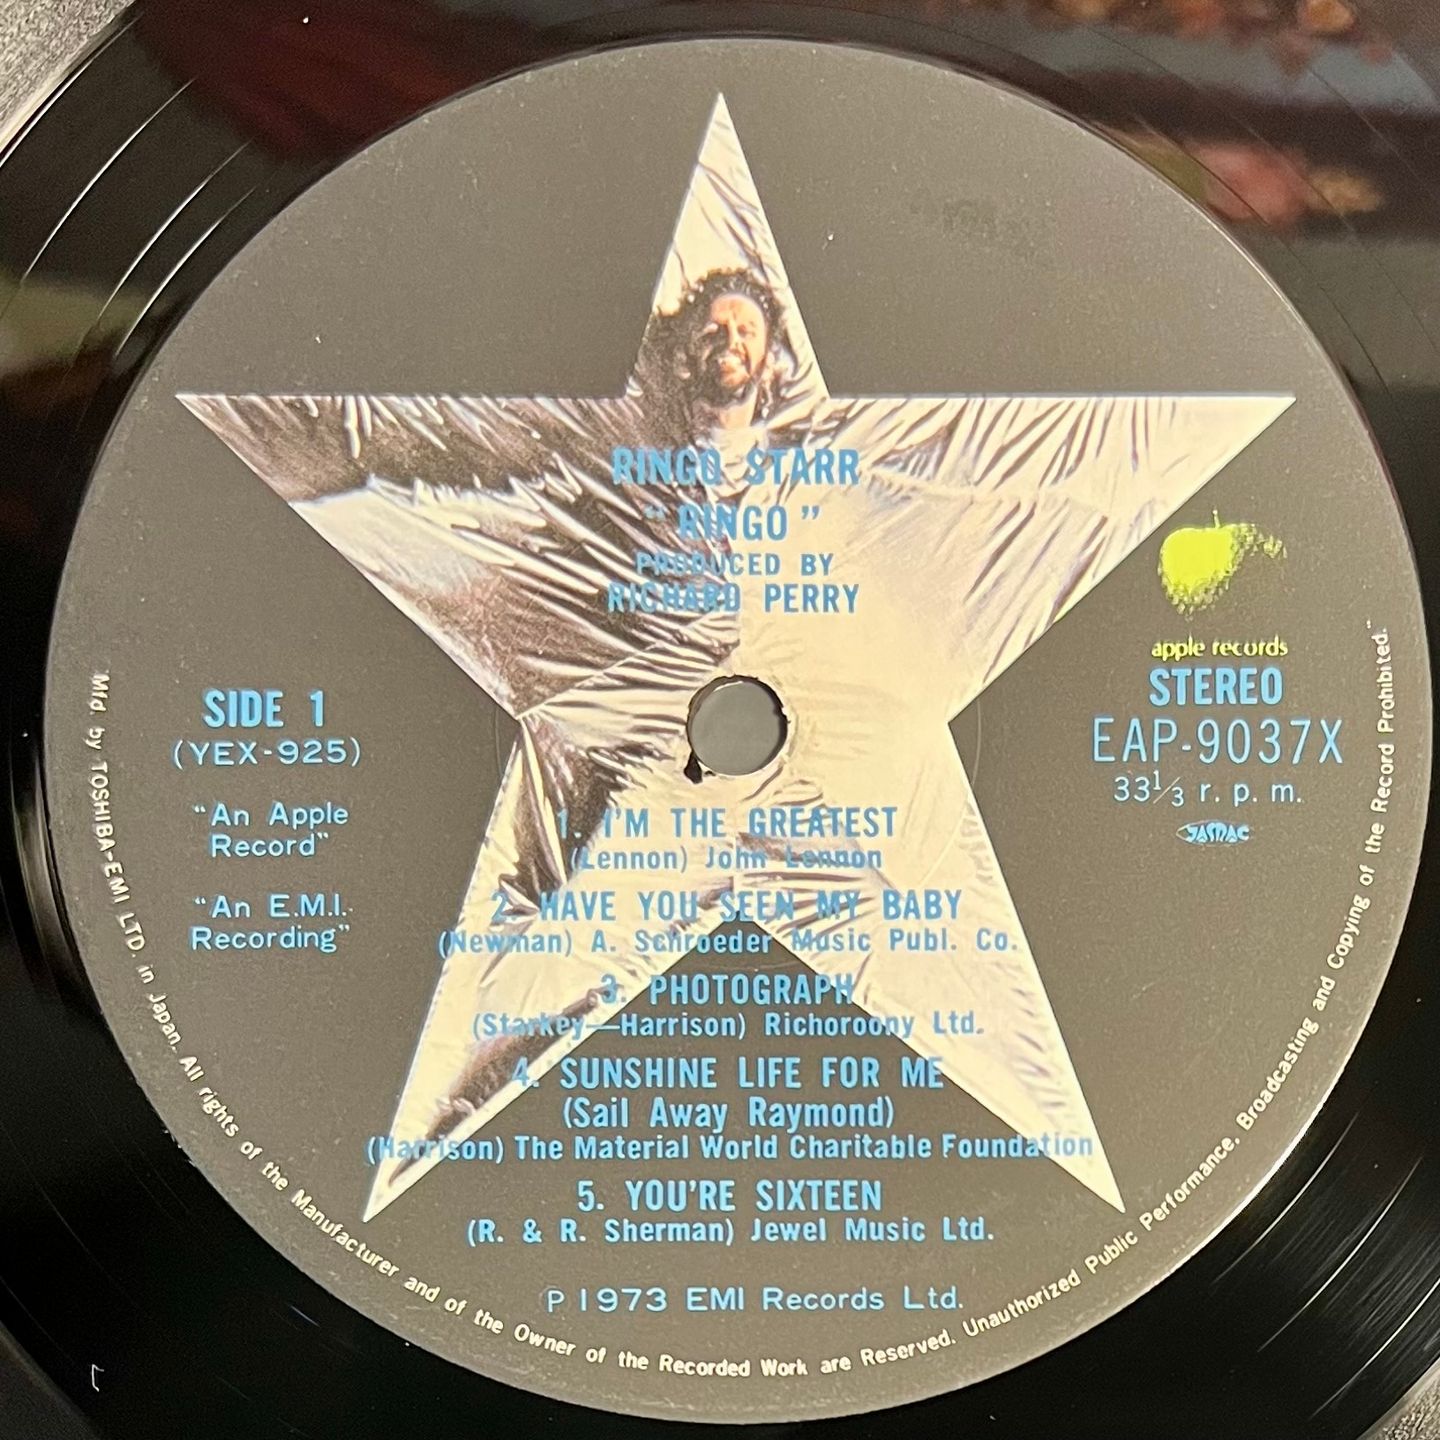 RINGO STARR
"RINGO"
PRODUCED BY
RICHARD PERRY
apple records
SIDE 1
(YEX-925)
"An Apple
Record"
"An E.M.I.
Recording"
STEREO
EAP-9037X
33⅓ r. p. m.
JASRAC
1. I'M THE GREATEST
(Lennon) John Lennon
2. HAVE YOU SEEN MY BABY
(Newman) A. Schroeder Music Publ. Co.
3. PHOTOGRAPH
(Starkey—Harrison) Richoroony Ltd.
4. SUNSHINE LIFE FOR ME
(Sail Away Raymond)
(Harrison) The Material World Charitable Foundation
5. YOU'RE SIXTEEN
(R. & R. Sherman) Jewel Music Ltd.
℗ 1973 EMI Records Ltd.
Mfd. by TOSHIBA-EMI LTD. in Japan. All rights of the Manufacturer and of the Owner of the Recorded Work are Reserved. Unauthorized Public Performance, Broadcasting and Copying of the Record Prohibited.